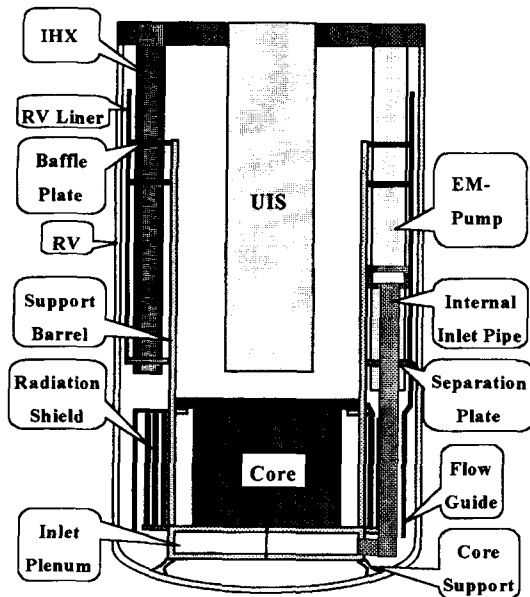 IHX
RV Liner
Baffle
Plate
RV
Support
Barrel
Radiation
Shield
Inlet
Plenum
UIS
Core
EM-
Pump
Internal
Inlet Pipe
Separation
Plate
Flow
Guide
Core
Support